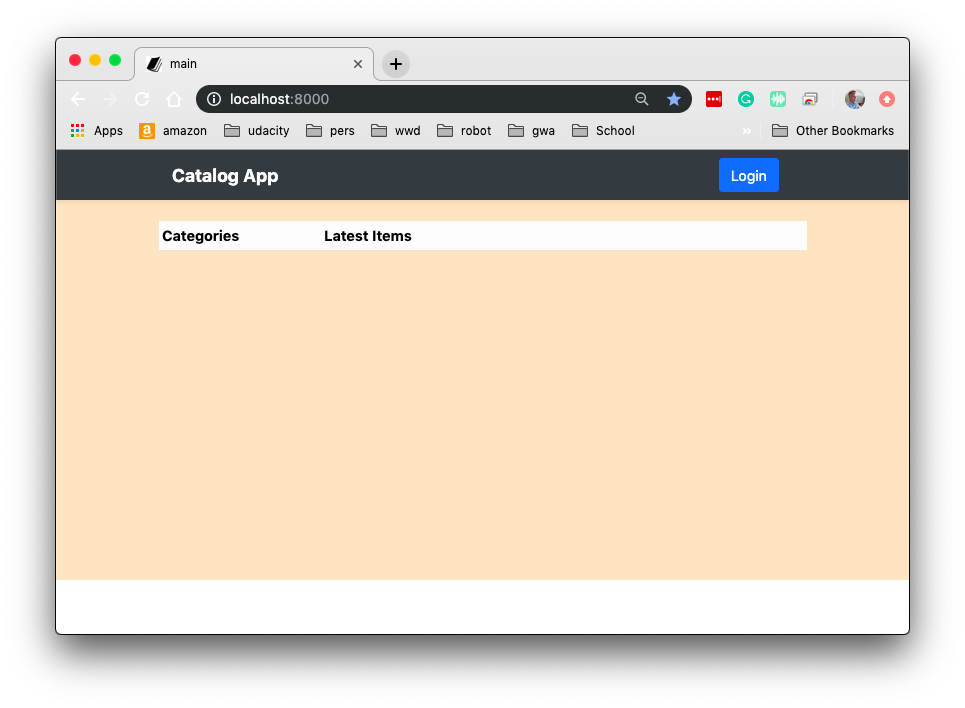 main
localhost:8000
Apps amazon udacity pers wwd robot gwa School Other Bookmarks
Catalog App Login
Categories Latest Items